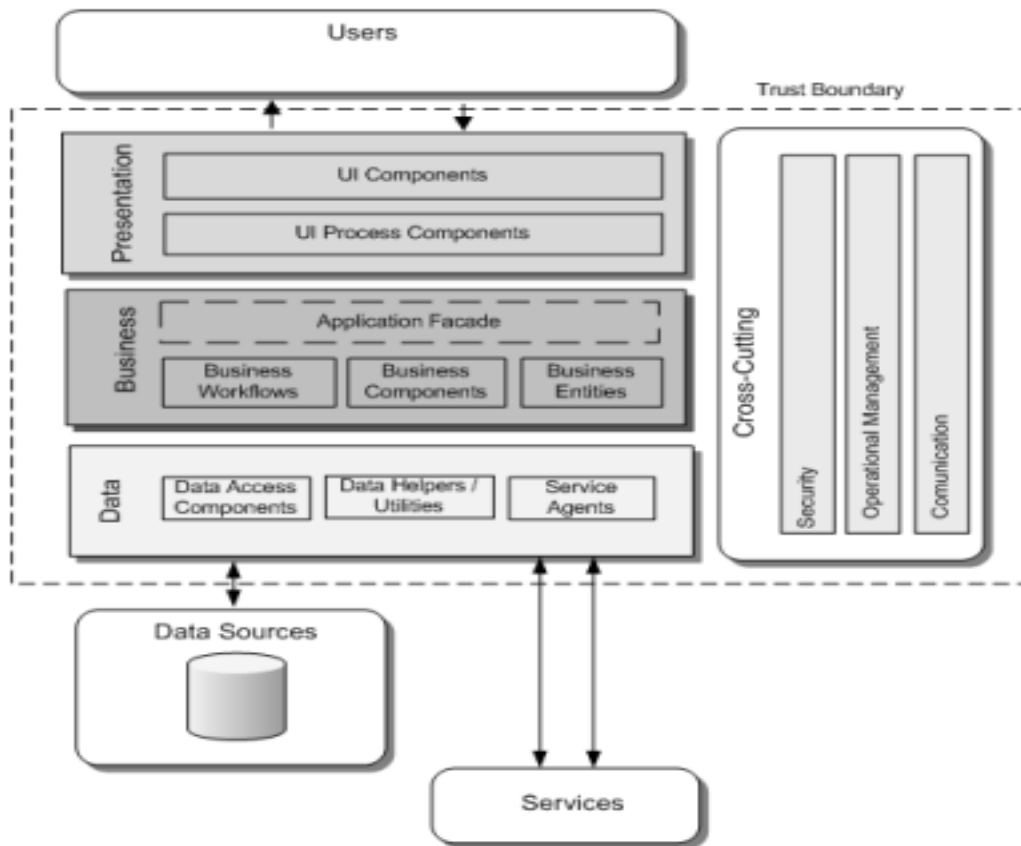 Users
Trust Boundary
Presentation
UI Components
UI Process Components
Business
Application Facade
Business
Workflows
Business
Components
Business
Entities
Data
Data Access
Components
Data Helpers /
Utilities
Service
Agents
Cross-Cutting
Security
Operational Management
Comunication
Data Sources
Services